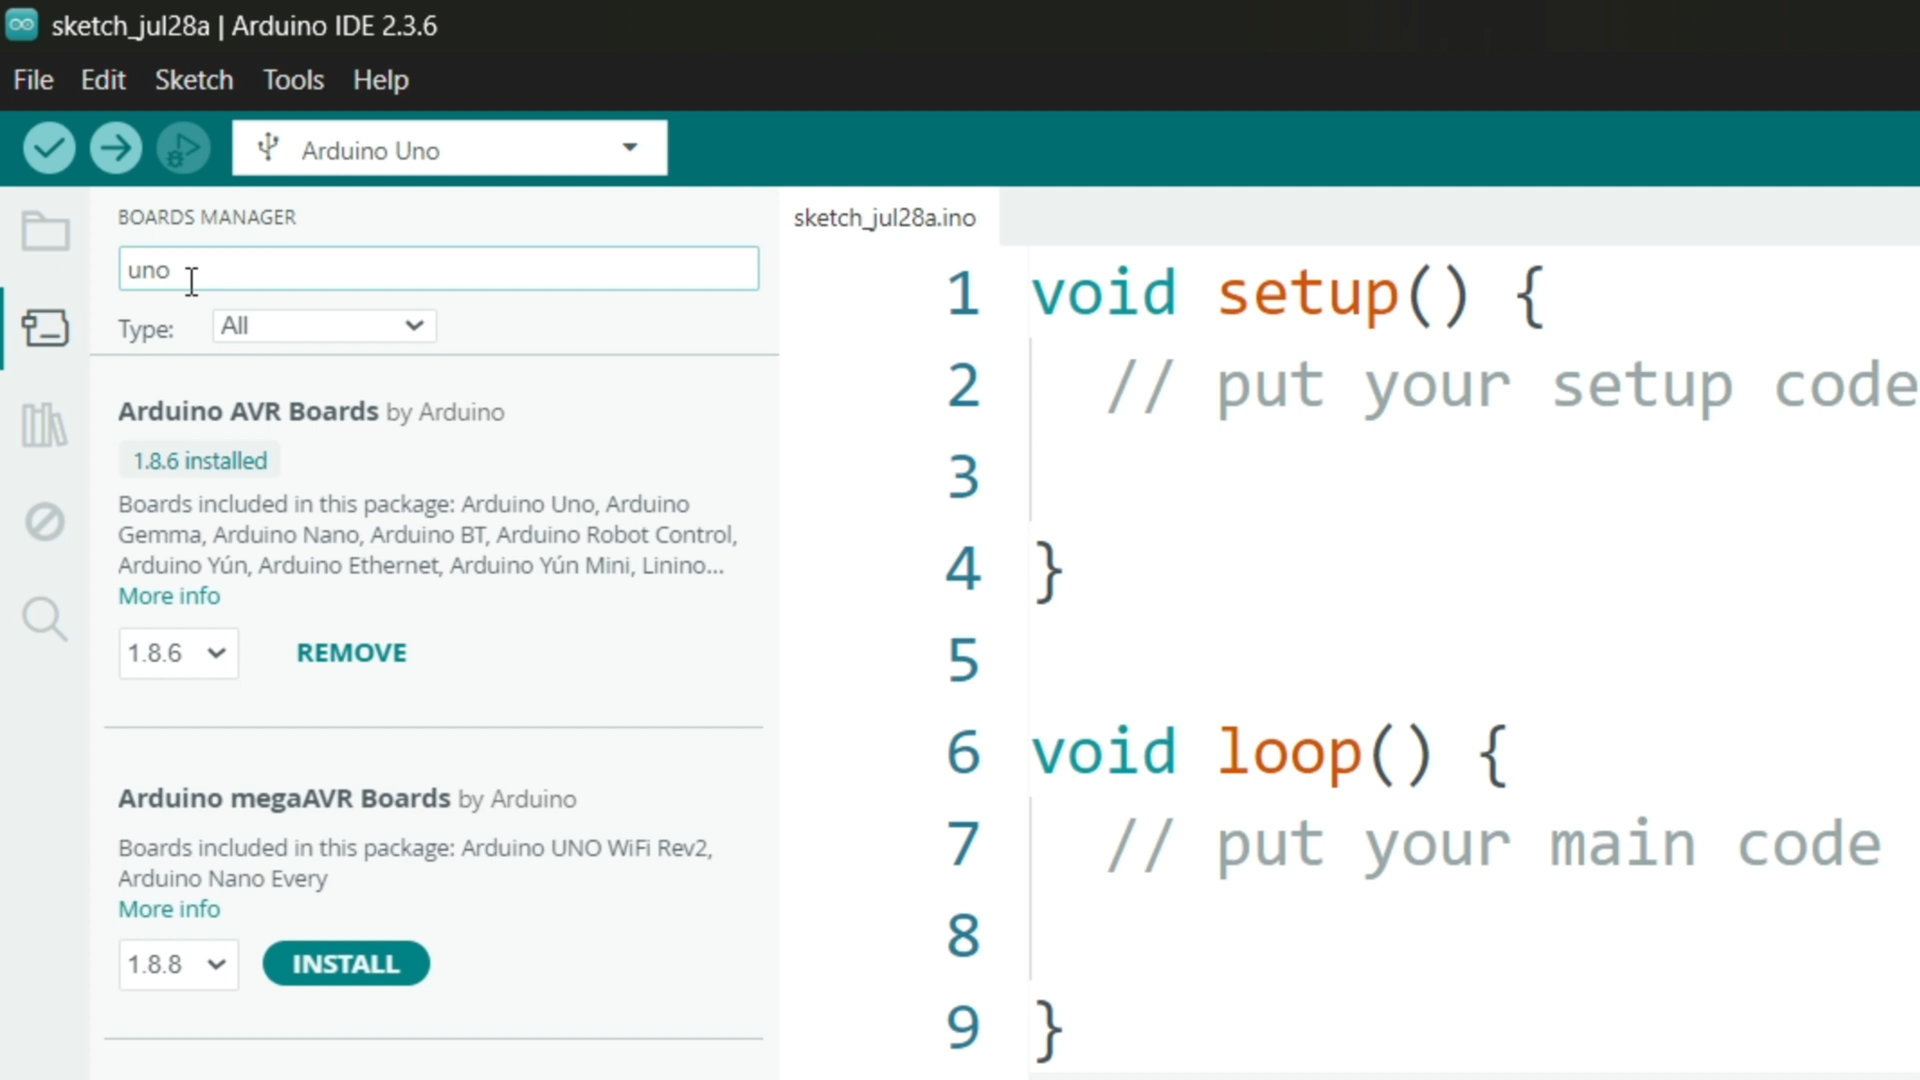 sketch_jul28a | Arduino IDE 2.3.6
File Edit Sketch Tools Help
Arduino Uno
BOARDS MANAGER
uno
Type: All
Arduino AVR Boards by Arduino
1.8.6 installed
Boards included in this package: Arduino Uno, Arduino
Gemma, Arduino Nano, Arduino BT, Arduino Robot Control,
Arduino Yún, Arduino Ethernet, Arduino Yún Mini, Linino...
More info
1.8.6 REMOVE
Arduino megaAVR Boards by Arduino
Boards included in this package: Arduino UNO WiFi Rev2,
Arduino Nano Every
More info
1.8.8 INSTALL
sketch_jul28a.ino
1 void setup() {
2 // put your setup code
3
4 }
5
6 void loop() {
7 // put your main code
8
9 }